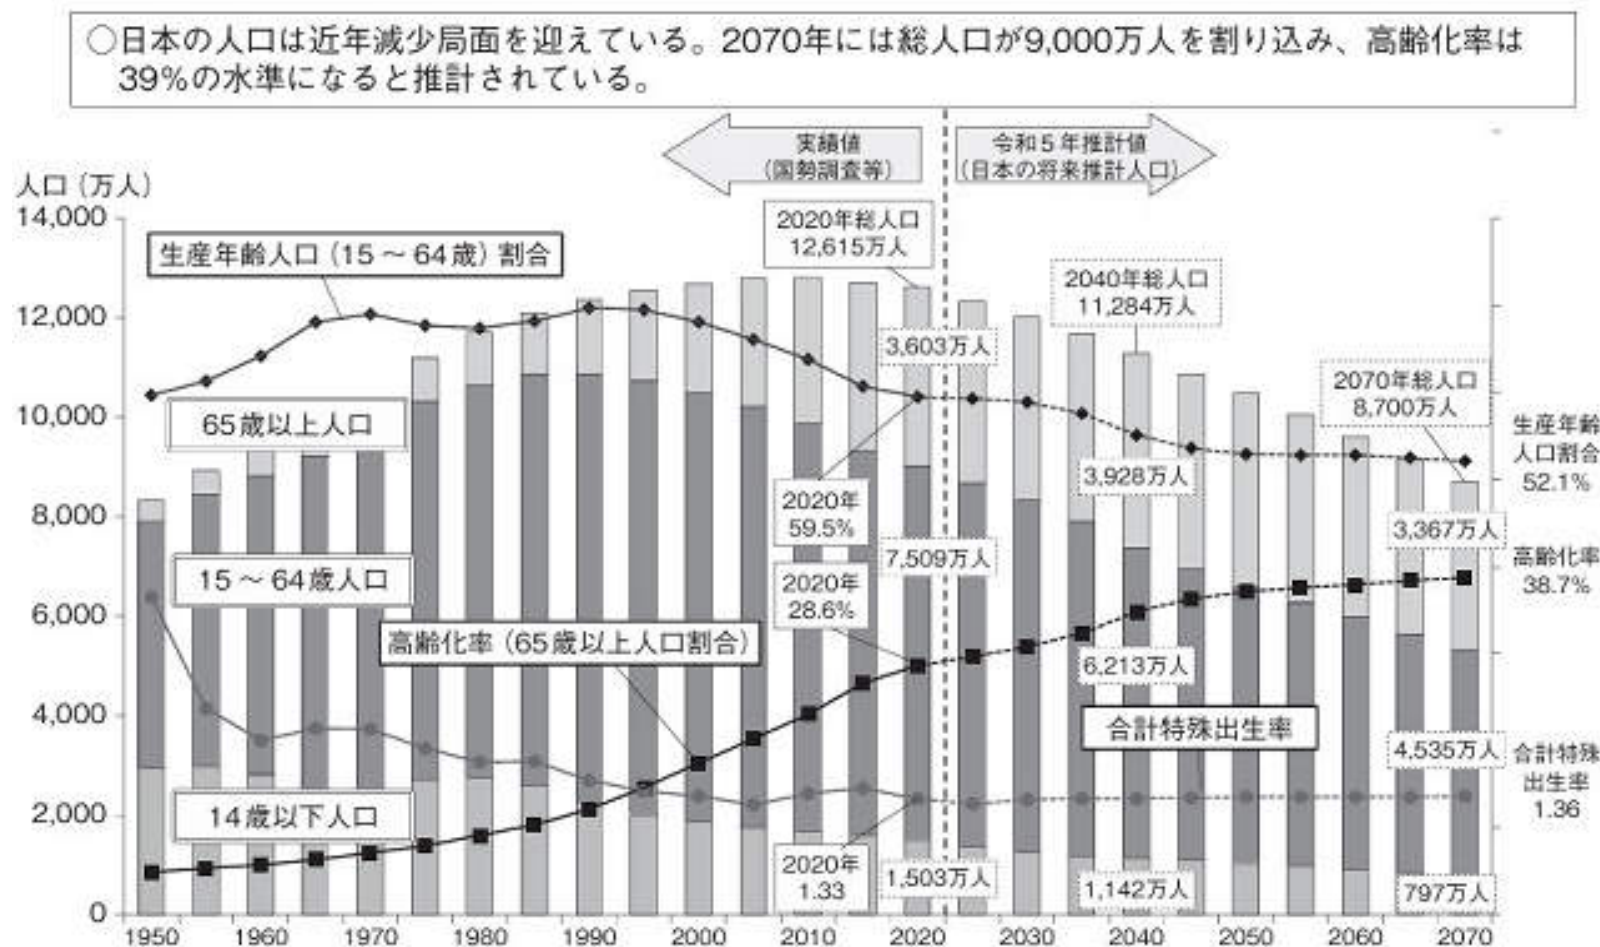 ○日本の人口は近年減少局面を迎えている。2070年には総人口が9,000万人を割り込み、高齢化率は
39%の水準になると推計されている。
実績値
(国勢調査等)
令和5年推計値
(日本の将来推計人口)
人口(万人)
14,000
12,000
10,000
8,000
6,000
4,000
2,000
0
生産年齢人口(15~64歳)割合
65歳以上人口
15~64歳人口
高齢化率(65歳以上人口割合)
14歳以下人口
合計特殊出生率
2020年総人口
12,615万人
3,603万人
2020年
59.5%
7,509万人
2020年
28.6%
2020年
1.33
1,503万人
2040年総人口
11,284万人
3,928万人
6,213万人
1,142万人
2070年総人口
8,700万人
3,367万人
4,535万人
797万人
生産年齢
人口割合
52.1%
高齢化率
38.7%
合計特殊
出生率
1.36
1950 1960 1970 1980 1990 2000 2010 2020 2030 2040 2050 2060 2070